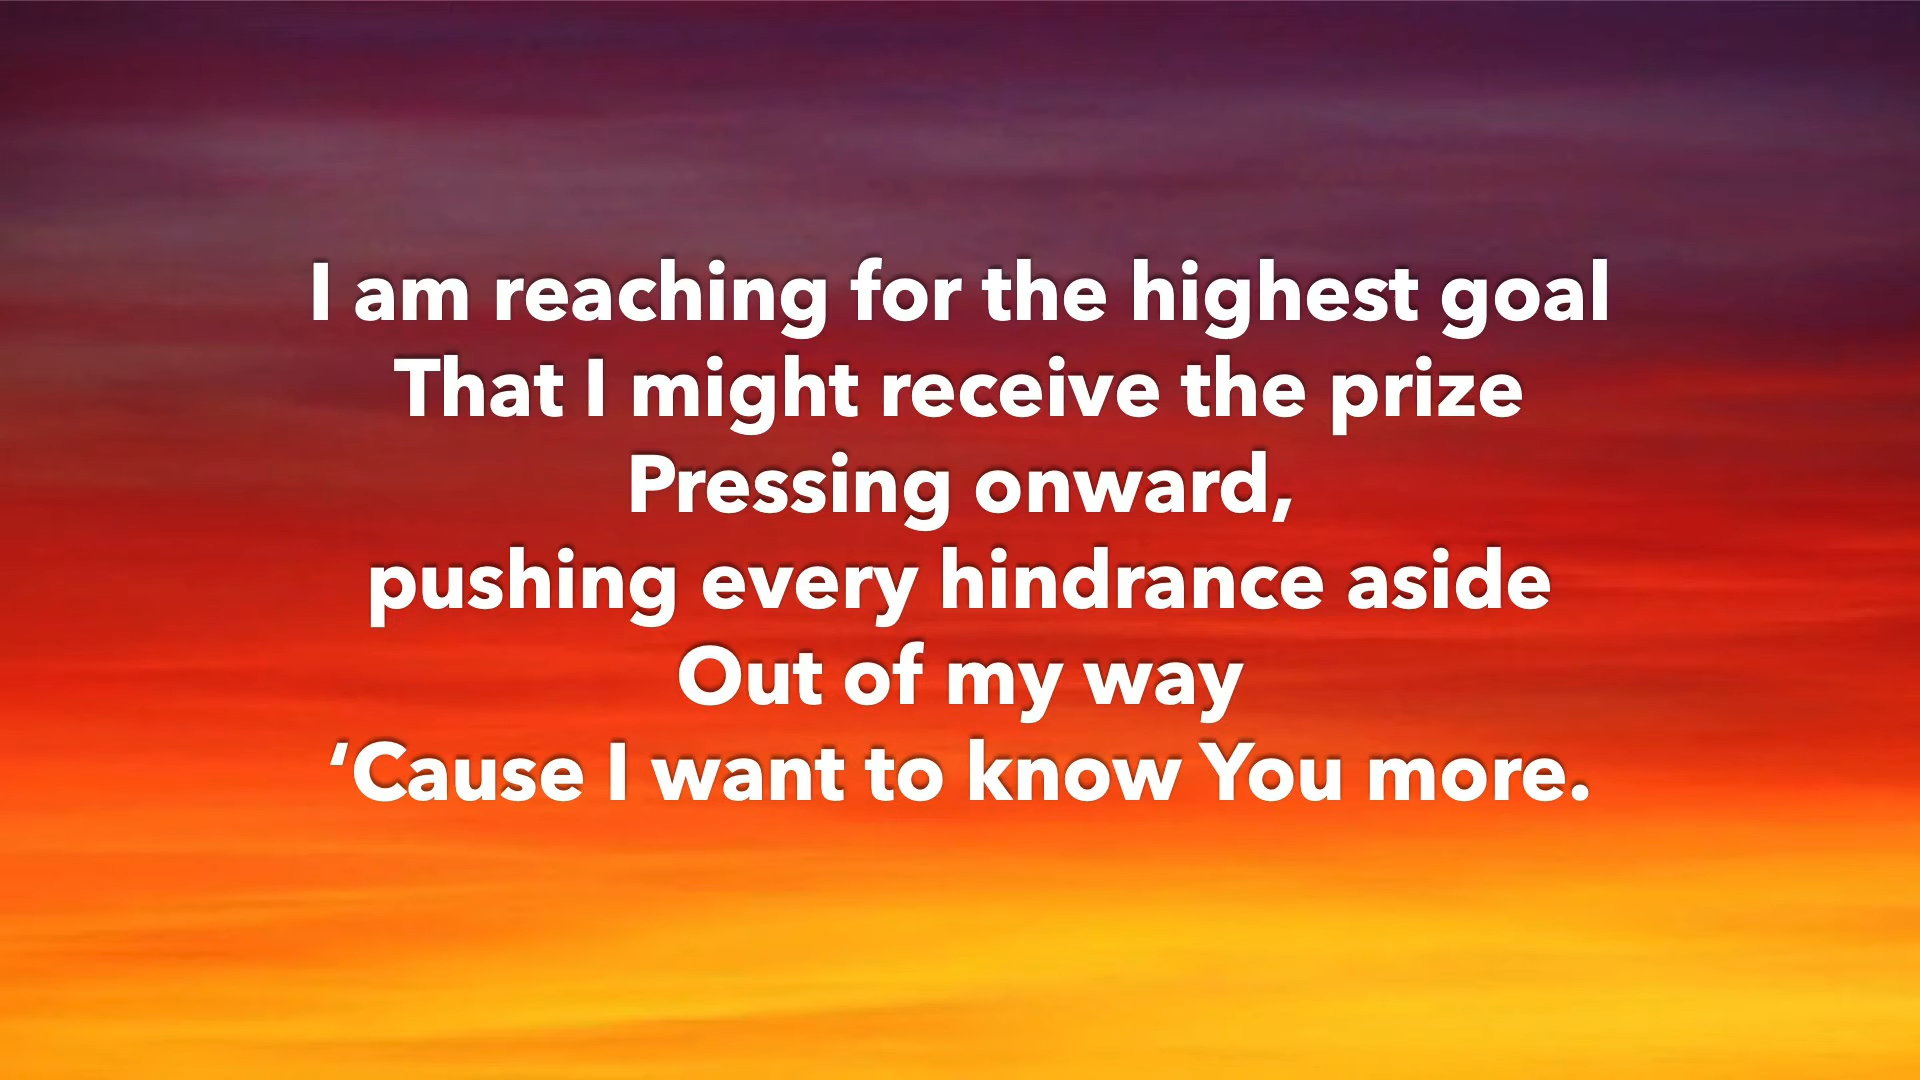 I am reaching for the highest goal
That I might receive the prize
Pressing onward,
pushing every hindrance aside
Out of my way
‘Cause I want to know You more.